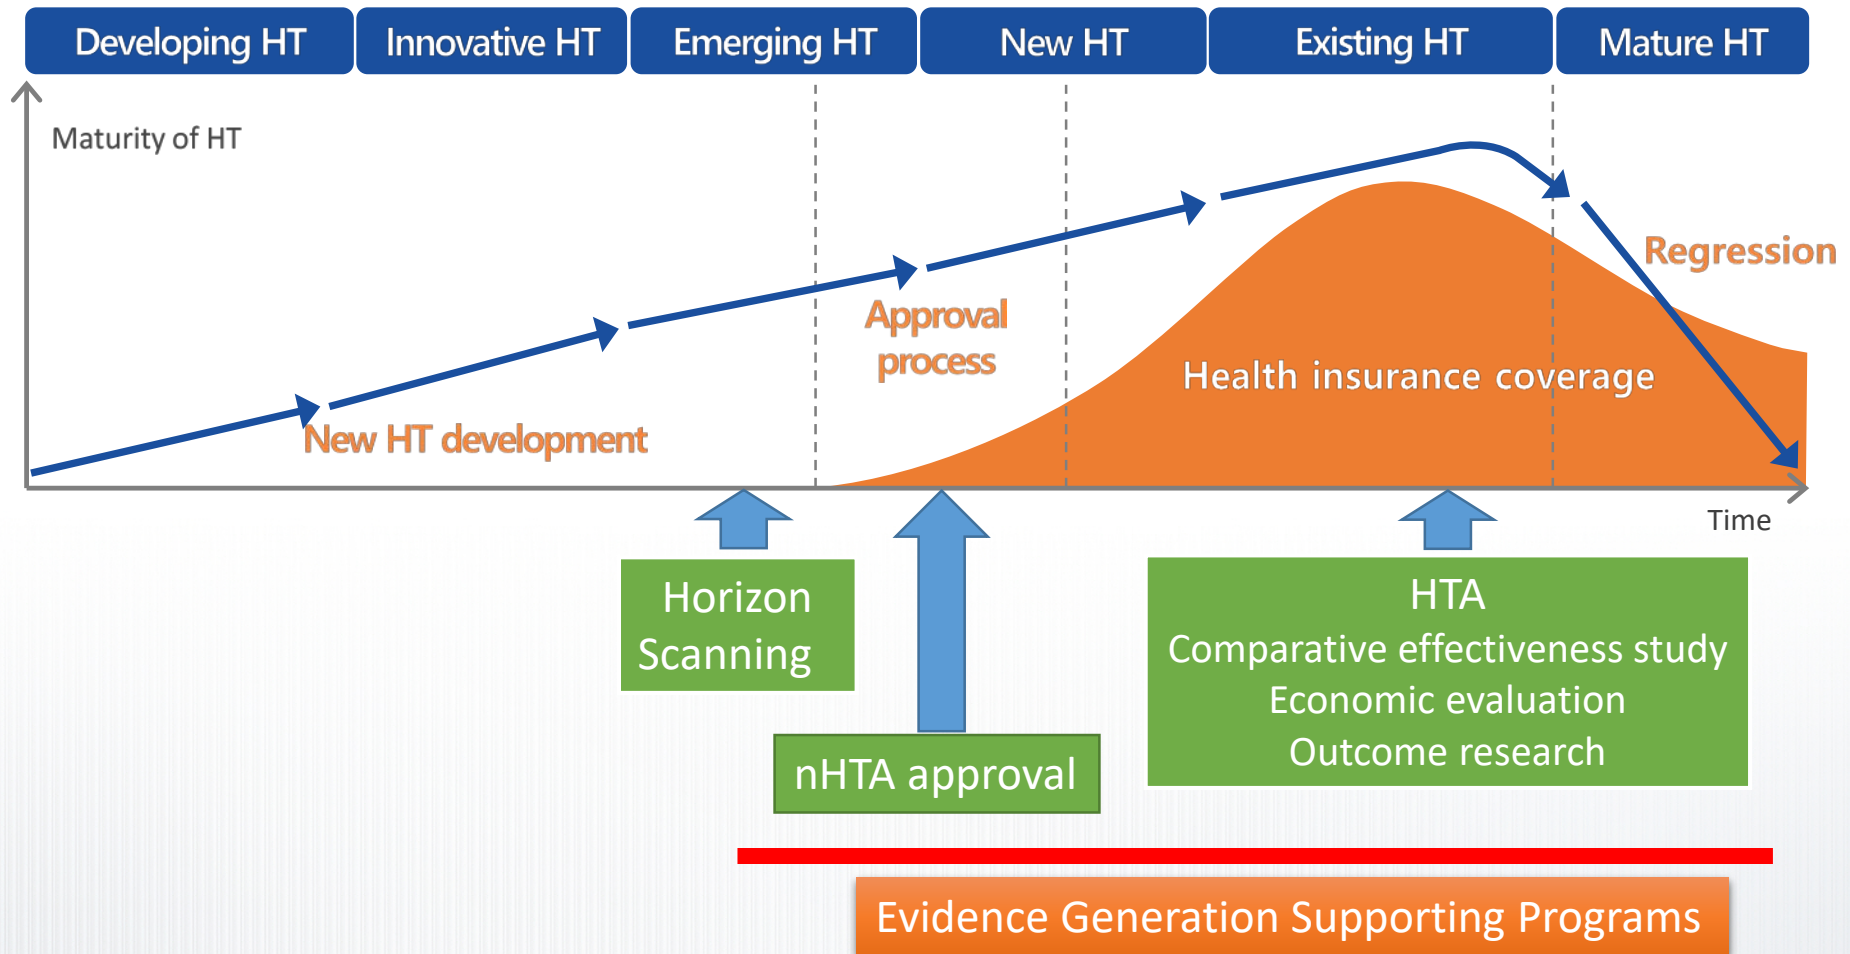 Developing HT
Innovative HT
Emerging HT
New HT
Existing HT
Mature HT
Maturity of HT
Regression
Approval
process
Health insurance coverage
New HT development
Time
Horizon
Scanning
nHTA approval
HTA
Comparative effectiveness study
Economic evaluation
Outcome research
Evidence Generation Supporting Programs